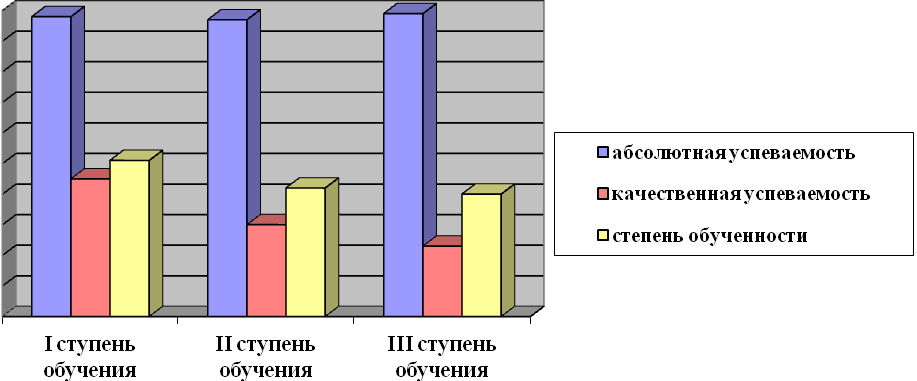 I ступень
обучения
II ступень
обучения
III ступень
обучения
абсолютная успеваемость
качественная успеваемость
степень обученности